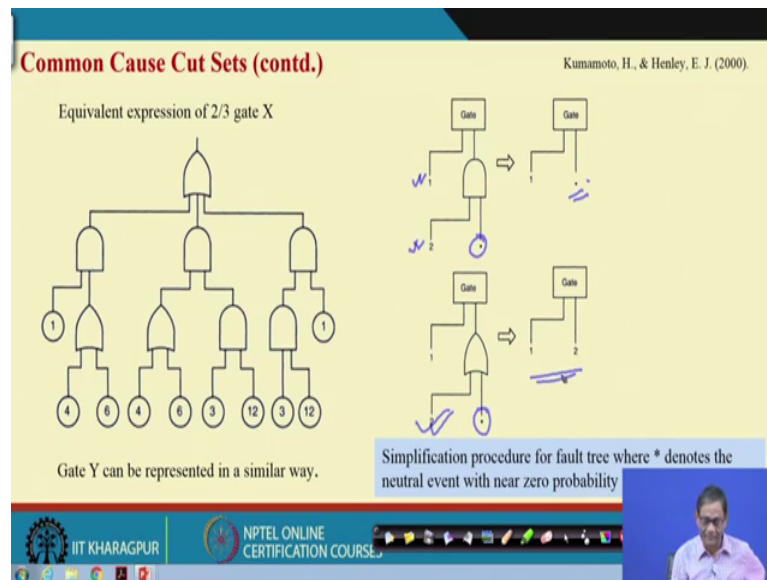 Common Cause Cut Sets (contd.)
Kumamoto, H., & Henley, E. J. (2000).
Equivalent expression of 2/3 gate X
Gate
Gate
1
1
2
Gate
Gate
1
1
2
1
1
4
6
4
6
3
12
3
12
Gate Y can be represented in a similar way.
Simplification procedure for fault tree where * denotes the
neutral event with near zero probability
IIT KHARAGPUR
NPTEL ONLINE
CERTIFICATION COURSES